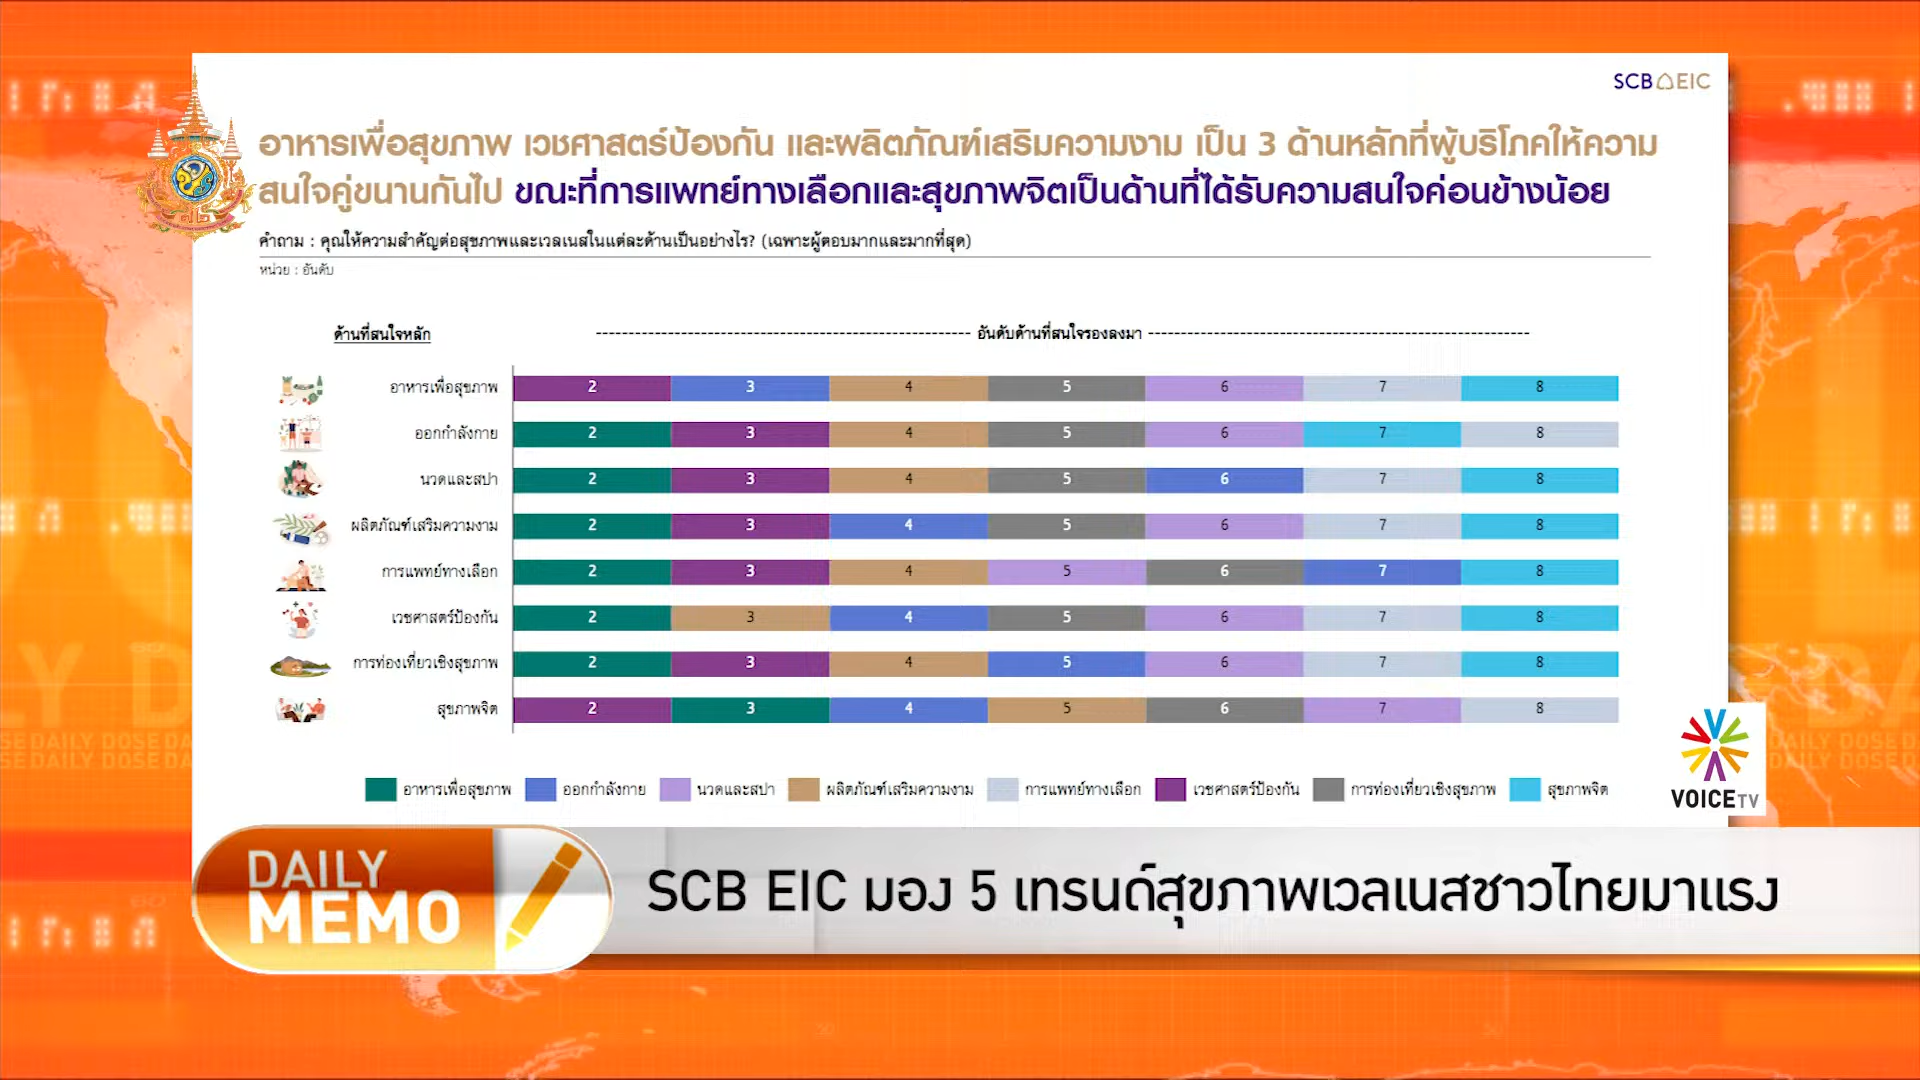 SCB EIC
อาหารเพื่อสุขภาพ เวชศาสตร์ป้องกัน และผลิตภัณฑ์เสริมความงาม เป็น 3 ด้านหลักที่ผู้บริโภคให้ความ
สนใจคู่ขนานกันไป ขณะที่การแพทย์ทางเลือกและสุขภาพจิตเป็นด้านที่ได้รับความสนใจค่อนข้างน้อย
คำถาม : คุณให้ความสำคัญต่อสุขภาพและเวลเนสในแต่ละด้านเป็นอย่างไร? (เฉพาะผู้ตอบมากและมากที่สุด)
หน่วย : อันดับ
ด้านที่สนใจหลัก อันดับด้านที่สนใจรองลงมา
อาหารเพื่อสุขภาพ 2 3 4 5 6 7 8
ออกกำลังกาย 2 3 4 5 6 7 8
นวดและสปา 2 3 4 5 6 7 8
ผลิตภัณฑ์เสริมความงาม 2 3 4 5 6 7 8
การแพทย์ทางเลือก 2 3 4 5 6 7 8
เวชศาสตร์ป้องกัน 2 3 4 5 6 7 8
การท่องเที่ยวเชิงสุขภาพ 2 3 4 5 6 7 8
สุขภาพจิต 2 3 4 5 6 7 8
อาหารเพื่อสุขภาพ ออกกำลังกาย นวดและสปา ผลิตภัณฑ์เสริมความงาม การแพทย์ทางเลือก เวชศาสตร์ป้องกัน การท่องเที่ยวเชิงสุขภาพ สุขภาพจิต
VOICE TV
DAILY
MEMO
SCB EIC มอง 5 เทรนด์สุขภาพเวลเนสชาวไทยมาแรง